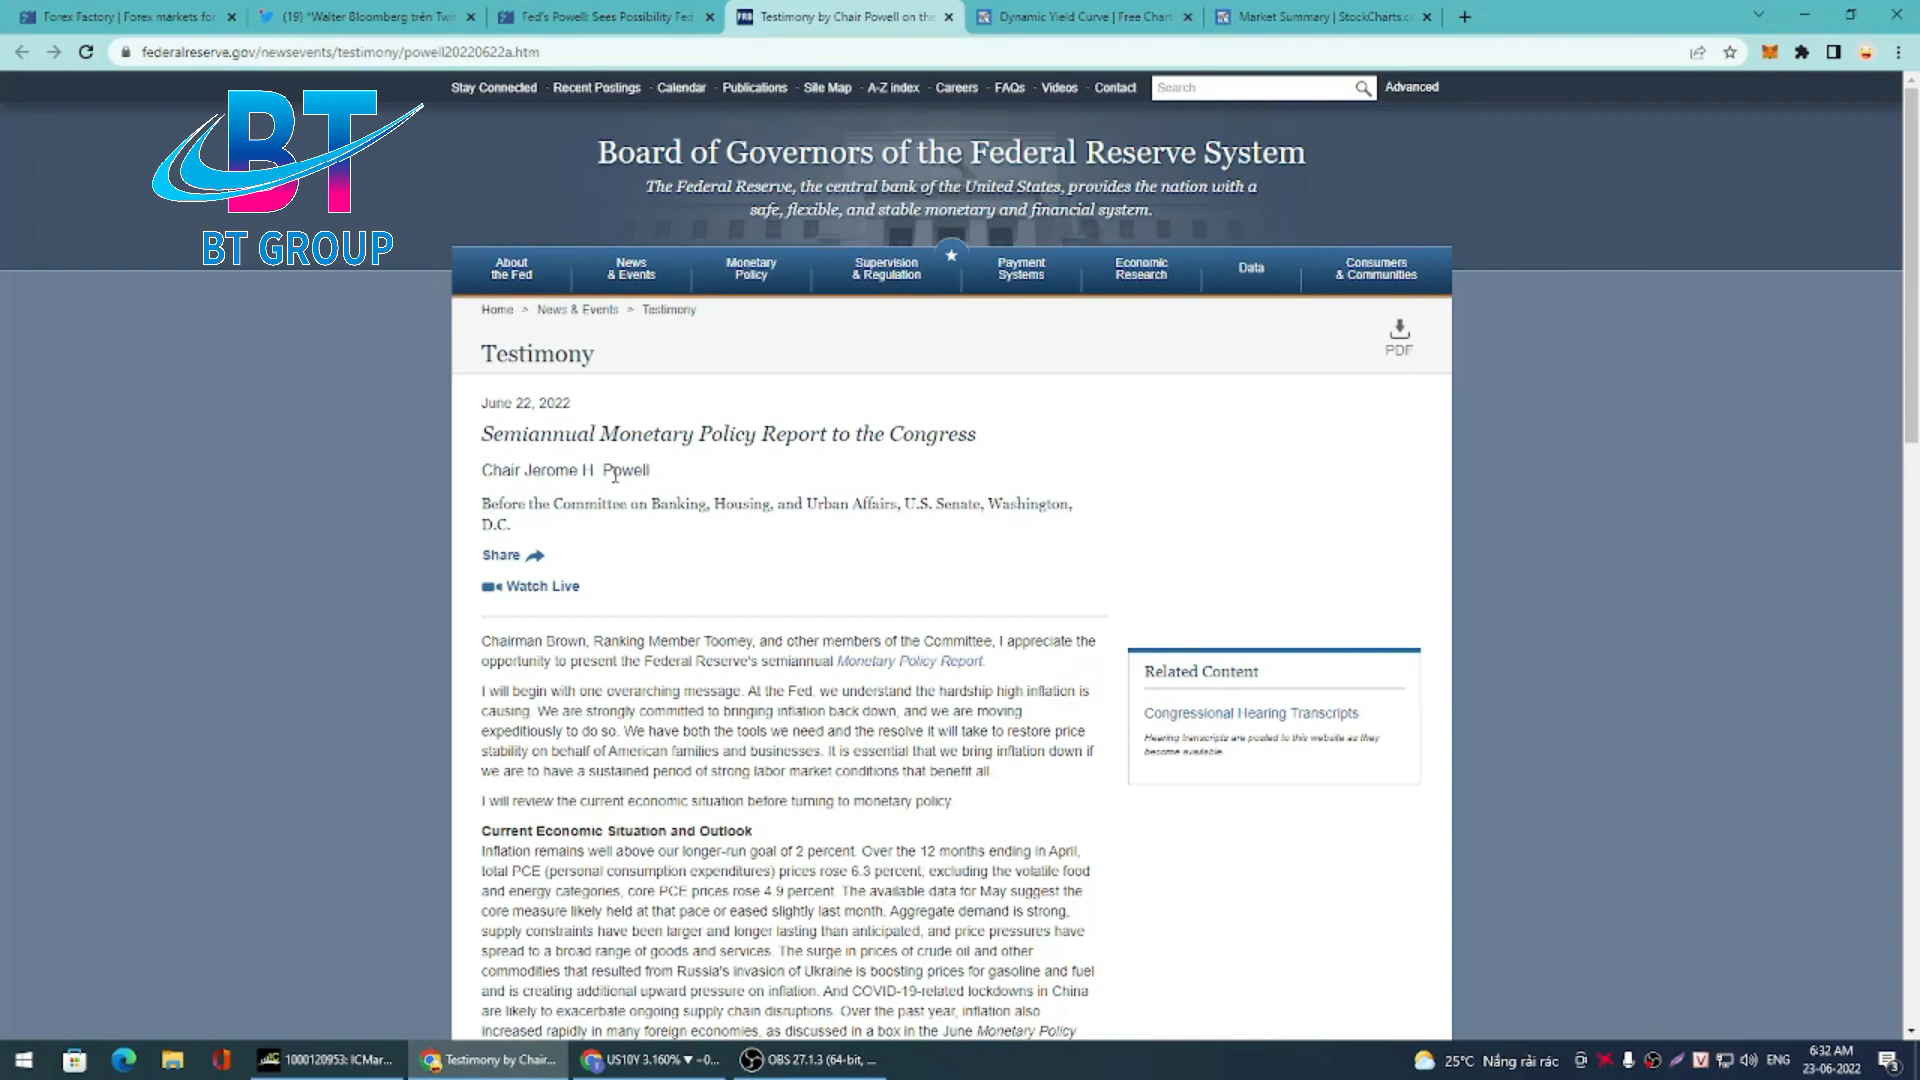 Forex Factory | Forex markets for
(19) "Walter Bloomberg trên Twi
Fed's Powell: Sees Possibility Fed
Testimony by Chair Powell on the
Dynamic Yield Curve | Free Chart
Market Summary | StockCharts.c
federalreserve.gov/newsevents/testimony/powell20220622a.htm
Stay Connected Recent Postings Calendar Publications Site Map A-Z index Careers FAQs Videos Contact Search Advanced
BT
BT GROUP
Board of Governors of the Federal Reserve System
The Federal Reserve, the central bank of the United States, provides the nation with a
safe, flexible, and stable monetary and financial system.
About
the Fed
News
& Events
Monetary
Policy
Supervision
& Regulation
Payment
Systems
Economic
Research
Data
Consumers
& Communities
Home > News & Events > Testimony
Testimony
PDF
June 22, 2022
Semiannual Monetary Policy Report to the Congress
Chair Jerome H. Powell
Before the Committee on Banking, Housing, and Urban Affairs, U.S. Senate, Washington,
D.C.
Share
Watch Live
Chairman Brown, Ranking Member Toomey, and other members of the Committee, I appreciate the
opportunity to present the Federal Reserve's semiannual Monetary Policy Report.
I will begin with one overarching message. At the Fed, we understand the hardship high inflation is
causing. We are strongly committed to bringing inflation back down, and we are moving
expeditiously to do so. We have both the tools we need and the resolve it will take to restore price
stability on behalf of American families and businesses. It is essential that we bring inflation down if
we are to have a sustained period of strong labor market conditions that benefit all.
I will review the current economic situation before turning to monetary policy.
Current Economic Situation and Outlook
Inflation remains well above our longer-run goal of 2 percent. Over the 12 months ending in April,
total PCE (personal consumption expenditures) prices rose 6.3 percent; excluding the volatile food
and energy categories, core PCE prices rose 4.9 percent. The available data for May suggest the
core measure likely held at that pace or eased slightly last month. Aggregate demand is strong,
supply constraints have been larger and longer lasting than anticipated, and price pressures have
spread to a broad range of goods and services. The surge in prices of crude oil and other
commodities that resulted from Russia's invasion of Ukraine is boosting prices for gasoline and fuel
and is creating additional upward pressure on inflation. And COVID-19-related lockdowns in China
are likely to exacerbate ongoing supply chain disruptions. Over the past year, inflation also
increased rapidly in many foreign economies, as discussed in a box in the June Monetary Policy
Related Content
Congressional Hearing Transcripts
Hearing transcripts are posted to this website as they
become available.
1000120953: ICMar...
Testimony by Chair...
US10Y 3.160% ▼ −0...
OBS 27.1.3 (64-bit, ...
25°C Nắng rải rác
ENG
6:32 AM
23-06-2022
3